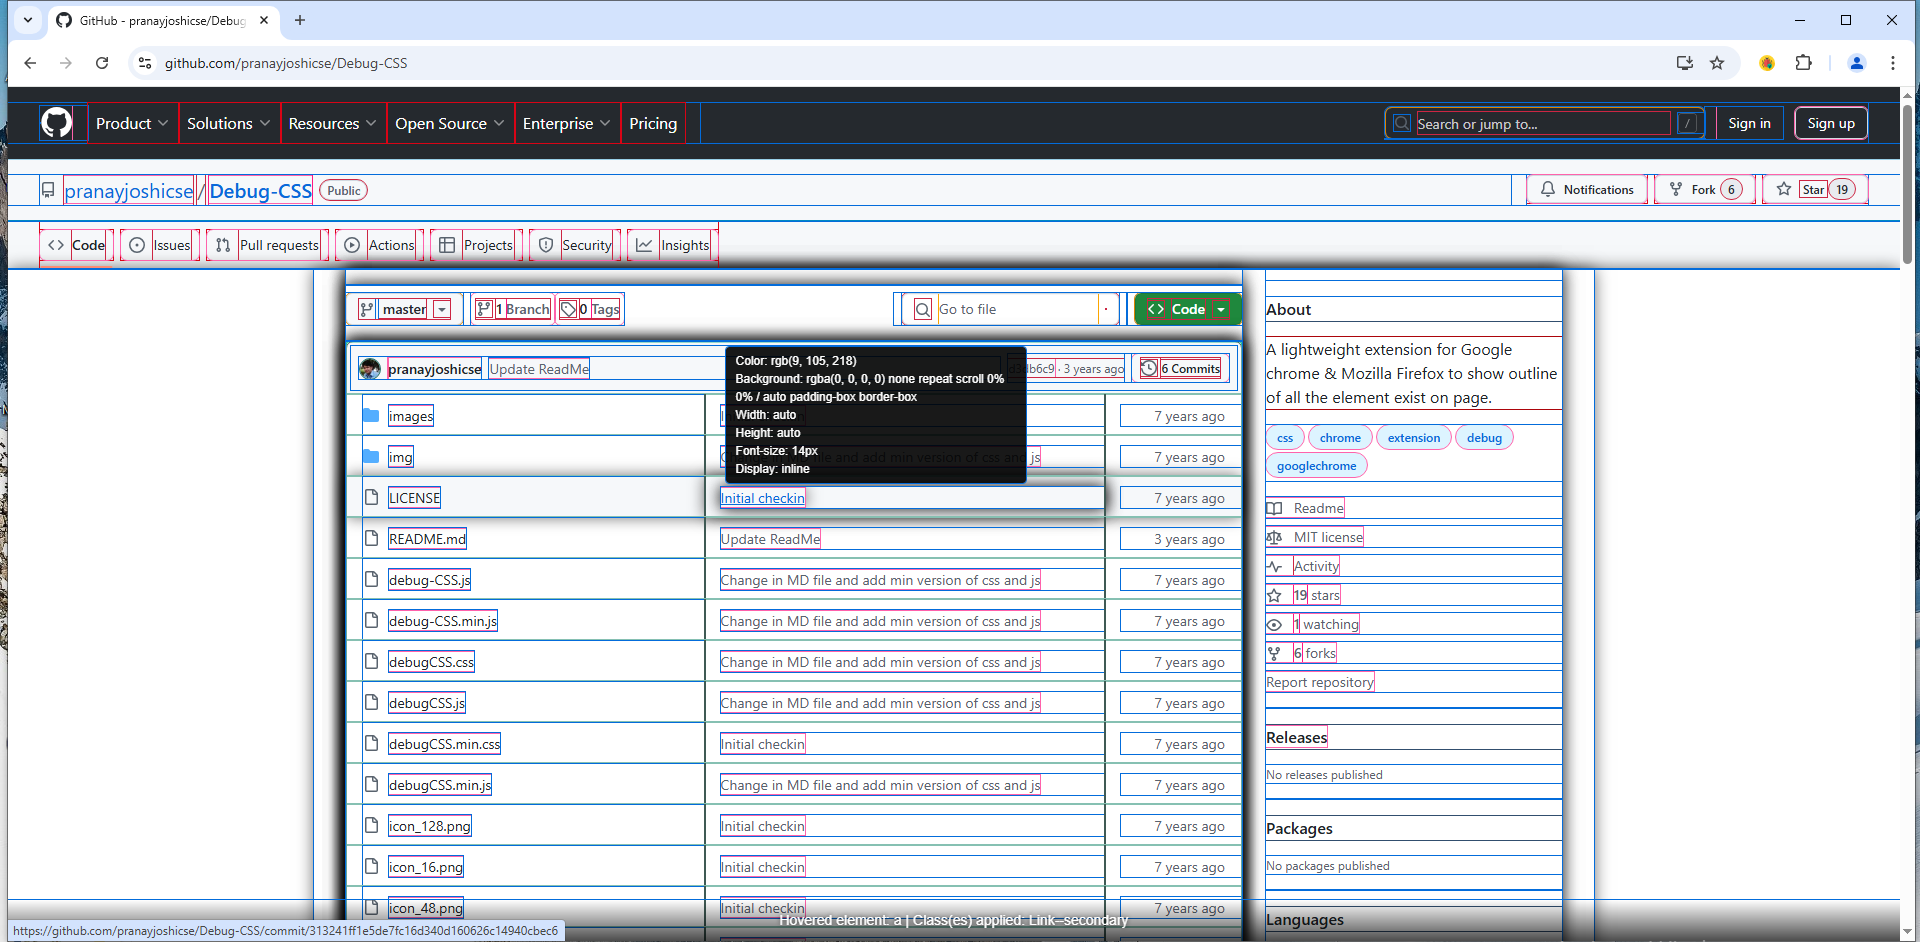 GitHub - pranayjoshicse/Debug
github.com/pranayjoshicse/Debug-CSS
Product Solutions Resources Open Source Enterprise Pricing Search or jump to... / Sign in Sign up
pranayjoshicse / Debug-CSS Public Notifications Fork 6 Star 19
Code Issues Pull requests Actions Projects Security Insights
master 1 Branch 0 Tags Go to file Code
pranayjoshicse Update ReadMe · 3 years ago 6 Commits
Color: rgb(9, 105, 218)
Background: rgba(0, 0, 0, 0) none repeat scroll 0%
0% / auto padding-box border-box
Width: auto
Height: auto
Font-size: 14px
Display: inline
images 7 years ago
img js 7 years ago
LICENSE Initial checkin 7 years ago
README.md Update ReadMe 3 years ago
debug-CSS.js Change in MD file and add min version of css and js 7 years ago
debug-CSS.min.js Change in MD file and add min version of css and js 7 years ago
debugCSS.css Change in MD file and add min version of css and js 7 years ago
debugCSS.js Change in MD file and add min version of css and js 7 years ago
debugCSS.min.css Initial checkin 7 years ago
debugCSS.min.js Change in MD file and add min version of css and js 7 years ago
icon_128.png Initial checkin 7 years ago
icon_16.png Initial checkin 7 years ago
icon_48.png Initial checkin 7 years ago
About
A lightweight extension for Google
chrome & Mozilla Firefox to show outline
of all the element exist on page.
css chrome extension debug
googlechrome
Readme
MIT license
Activity
19 stars
1 watching
6 forks
Report repository
Releases
No releases published
Packages
No packages published
Languages
Hovered element: a | Class(es) applied: Link--secondary
https://github.com/pranayjoshicse/Debug-CSS/commit/313241ff1e5de7fc16d340d160626c14940cbec6